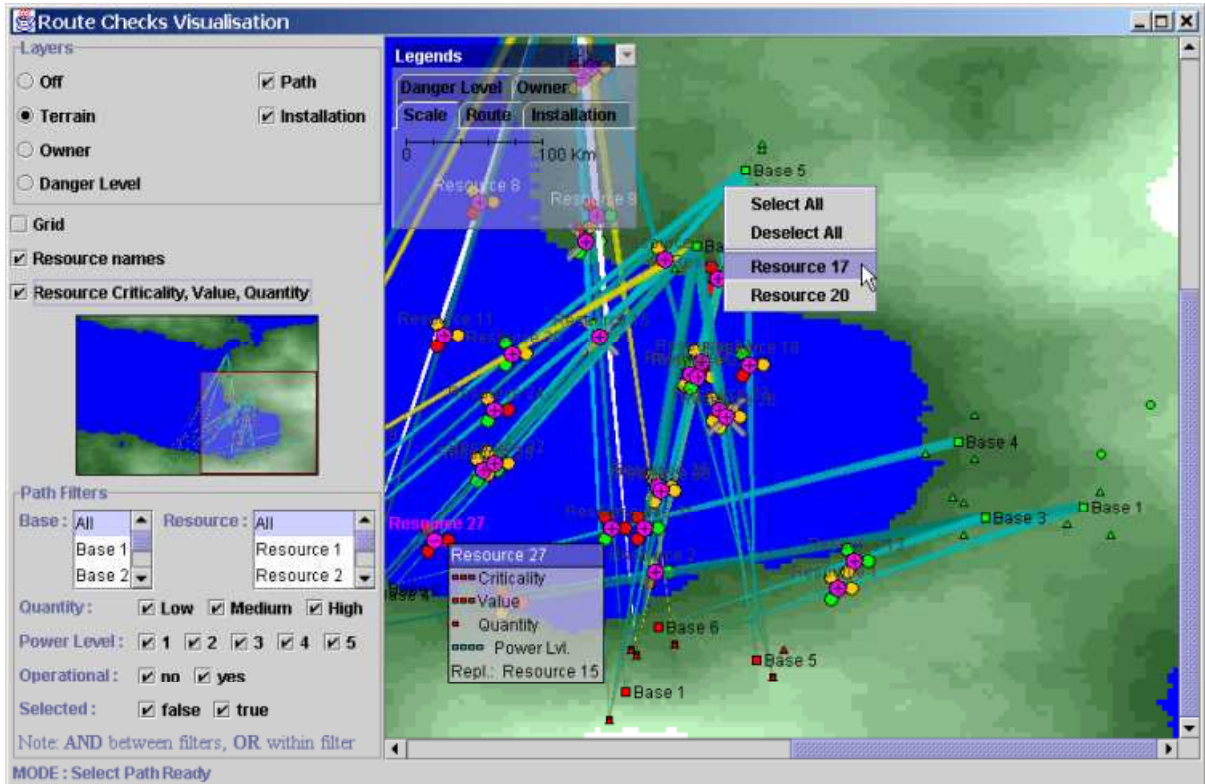 Route Checks Visualisation
Layers
Off
Path
Terrain
Installation
Owner
Danger Level
Grid
Resource names
Resource Criticality, Value, Quantity
Path Filters
Base : All Resource : All
Base 1 Resource 1
Base 2 Resource 2
Quantity : Low Medium High
Power Level : 1 2 3 4 5
Operational : no yes
Selected : false true
Note: AND between filters, OR within filter
MODE : Select Path Ready
Legends
Danger Level Owner
Scale Route Installation
0 100 Km
Resource 8
Resource 9
Base 5
Select All
Deselect All
Resource 17
Resource 20
Resource 11
Base 4
Base 3
Base 1
Resource 27
Resource 27
Criticality
Value
Quantity
Power Lvl.
Repl.: Resource 15
Base 6
Base 5
Base 1